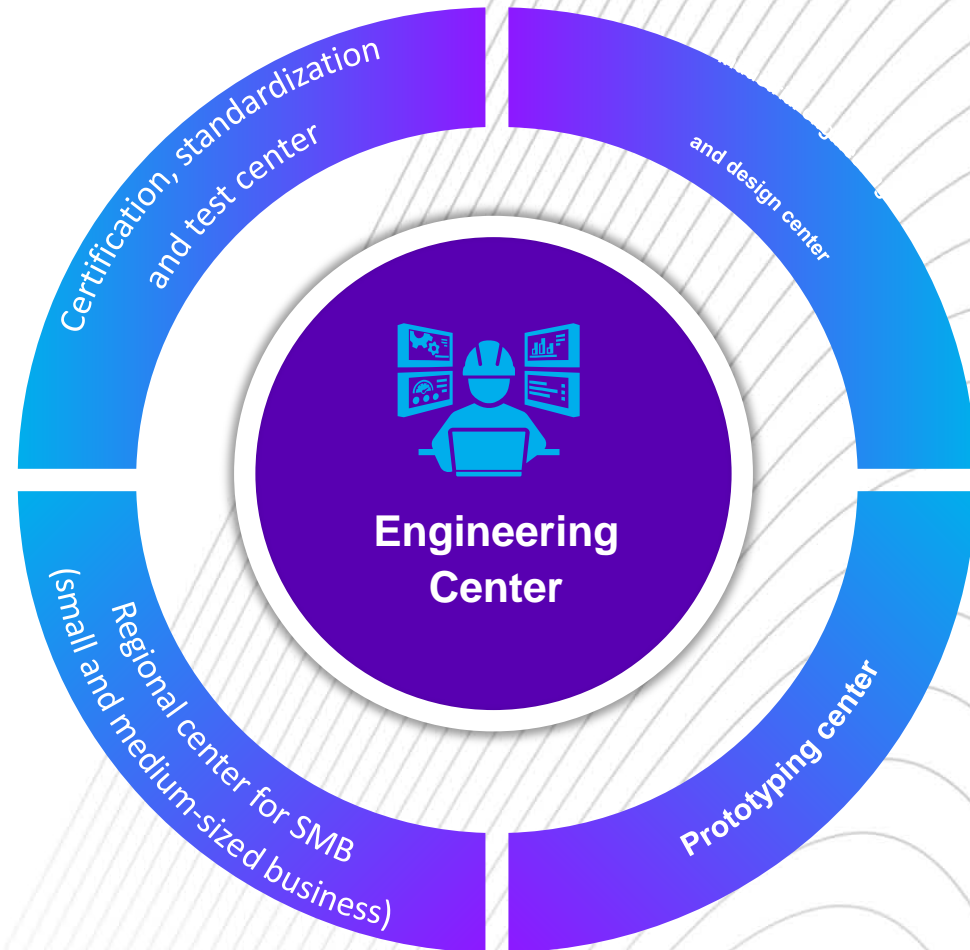 Certification, standardization
and test center
and design center
Engineering
Center
Regional center for SMB
(small and medium-sized business)
Prototyping center